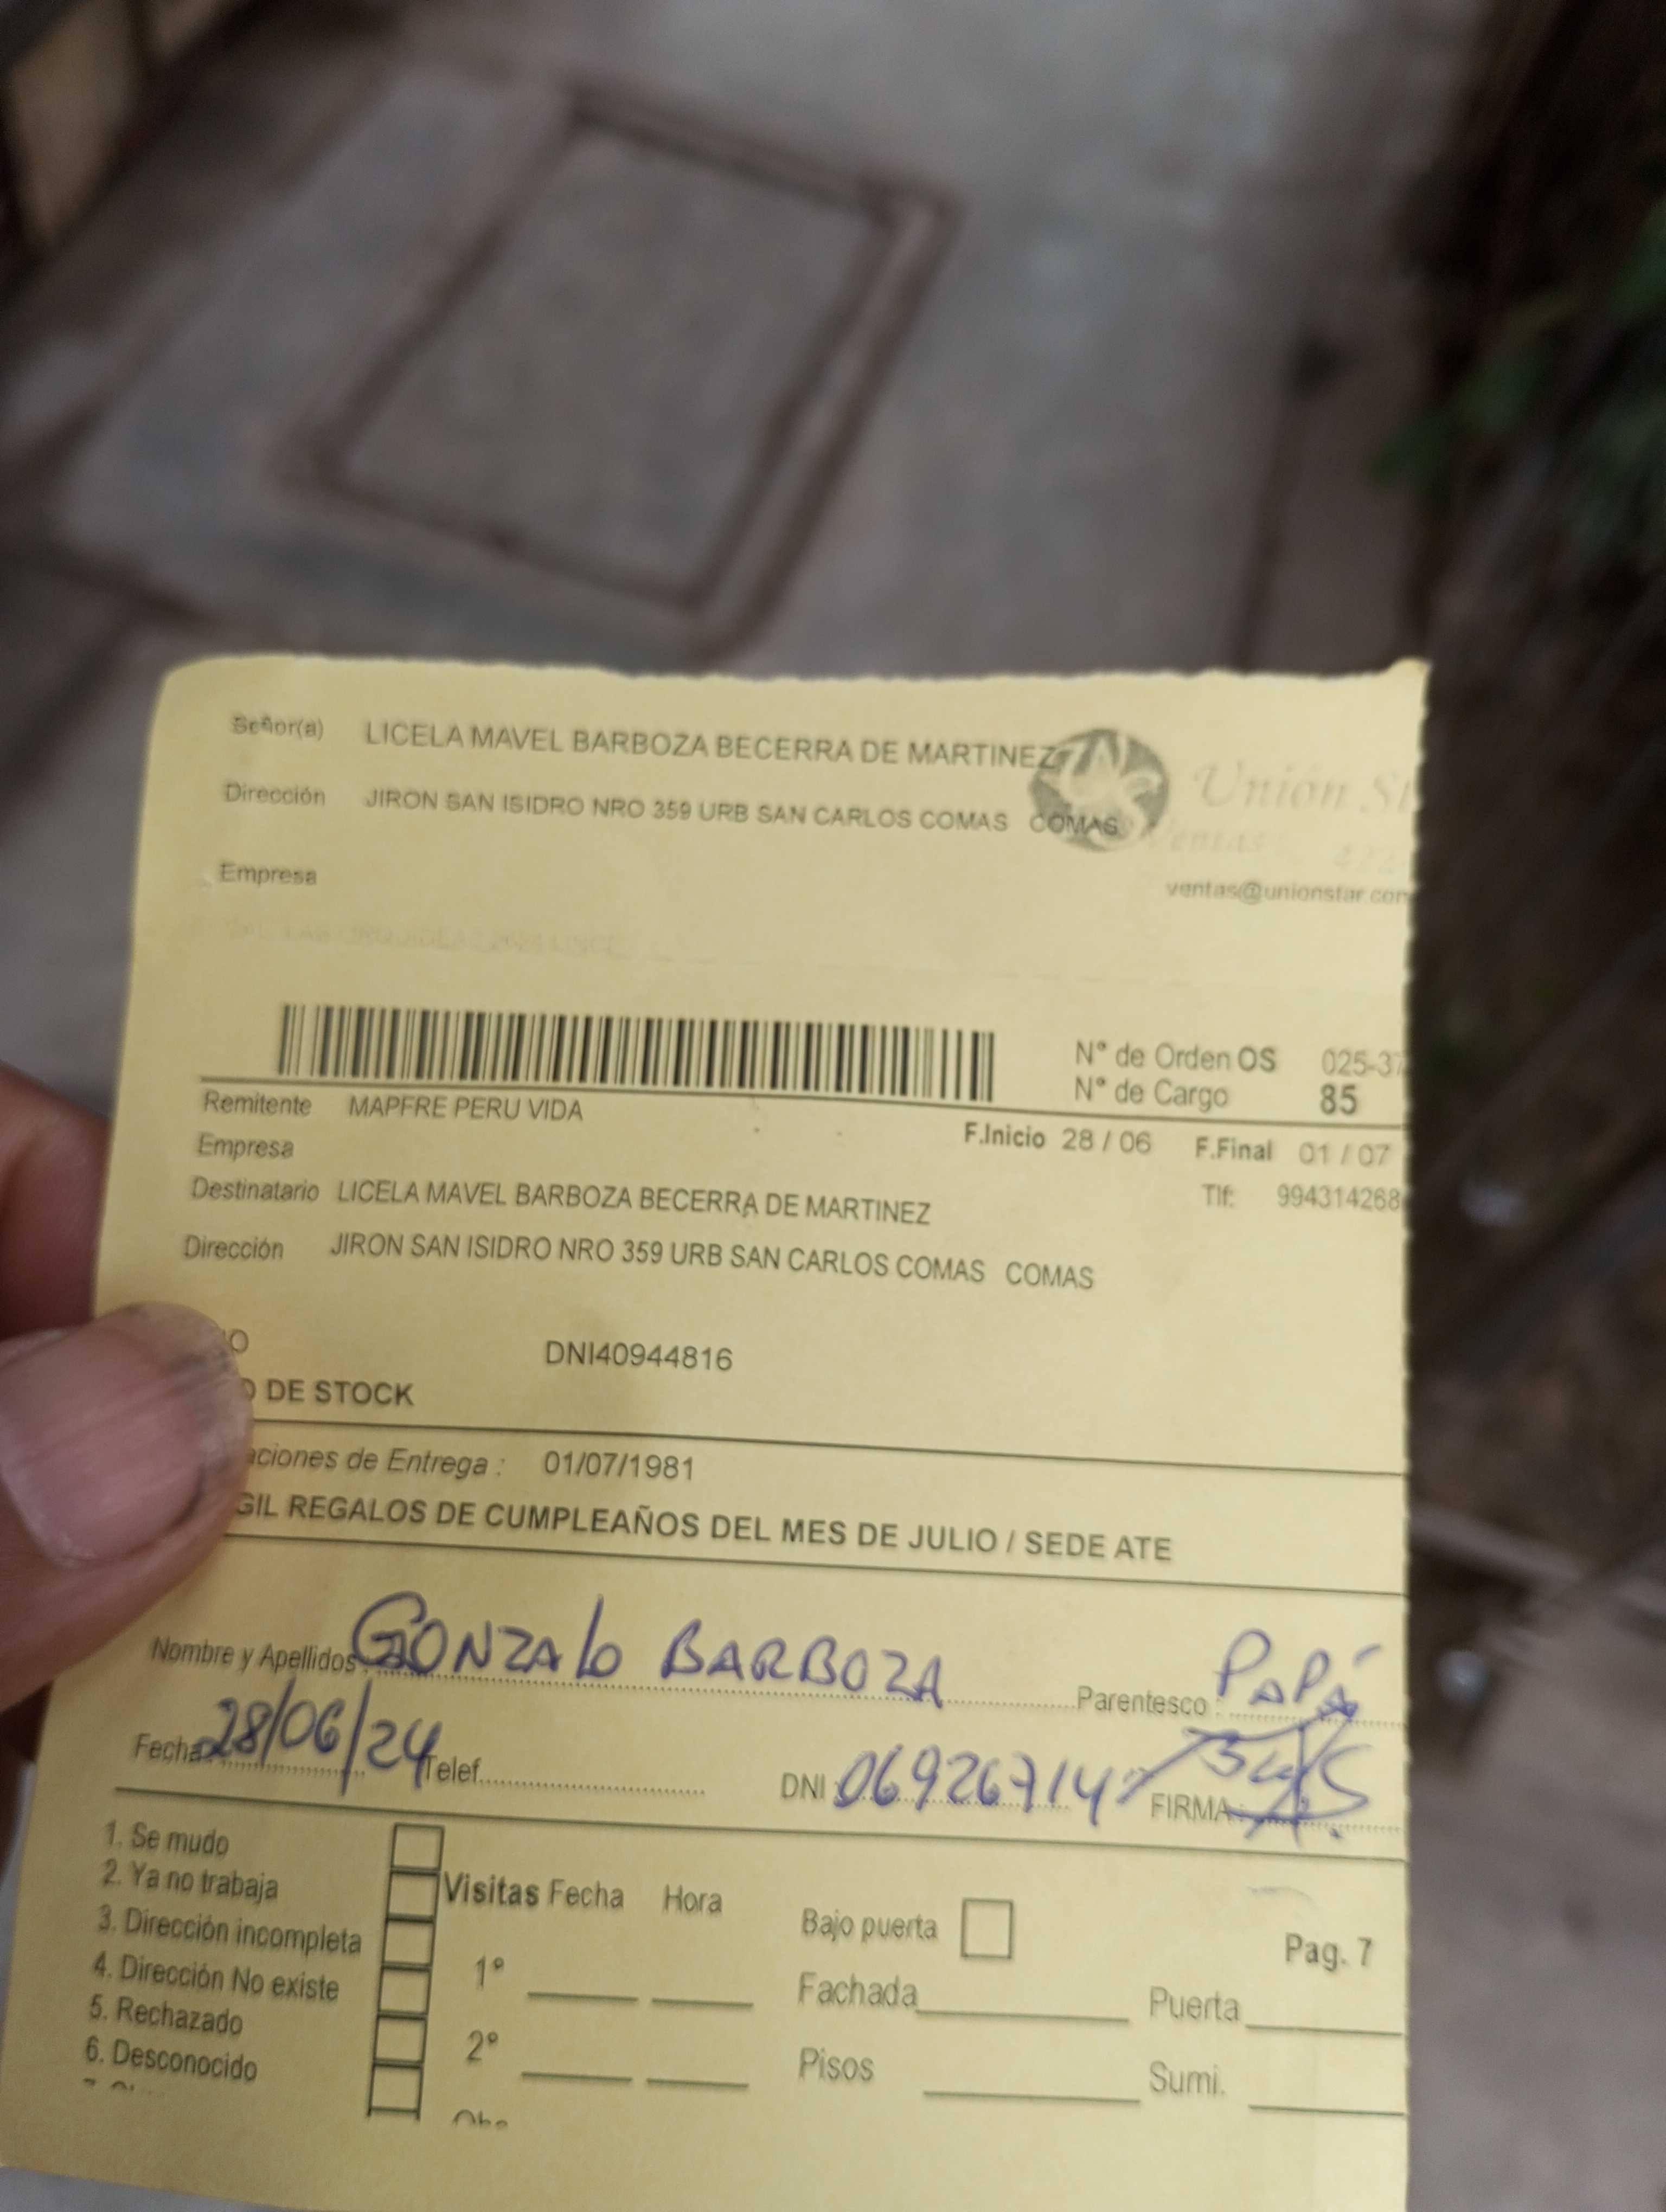 Señor(a) LICELA MAVEL BARBOZA BECERRA DE MARTINEZ
Unión
Dirección JIRON SAN ISIDRO NRO 359 URB SAN CARLOS COMAS COMAS
Empresa
ventas@unionstar.com
N° de Orden OS 025-37
N° de Cargo 85
Remitente MAPFRE PERU VIDA
F.Inicio 28 / 06 F.Final 01 / 07
Empresa
Destinatario LICELA MAVEL BARBOZA BECERRA DE MARTINEZ
Tlf: 994314268
Dirección JIRON SAN ISIDRO NRO 359 URB SAN CARLOS COMAS COMAS
DNI40944816
DE STOCK
aciones de Entrega : 01/07/1981
GIL REGALOS DE CUMPLEAÑOS DEL MES DE JULIO / SEDE ATE
Nombre y Apellidos: GONZALO BARBOZA Parentesco : PAPÁ
Fecha: 28/06/24 Telef. DNI : 06926714 FIRMA:
1. Se mudo
2. Ya no trabaja
3. Dirección incompleta
4. Dirección No existe
5. Rechazado
6. Desconocido
Visitas Fecha Hora
1°
2°
Bajo puerta
Pag. 7
Fachada Puerta
Pisos Sumi.